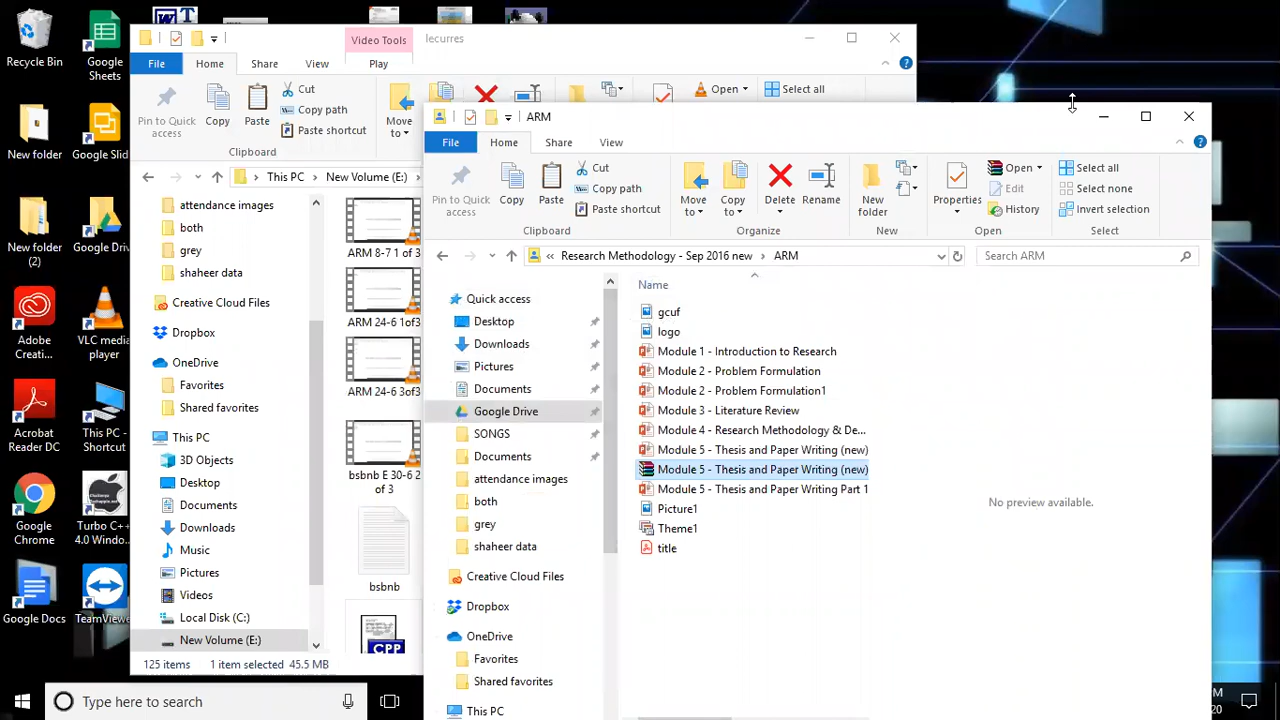 Recycle Bin
Google Sheets
New folder
Google Slid
New folder (2)
Google Driv
Adobe Creati...
VLC media player
Acrobat Reader DC
This PC - Shortcut
Google Chrome
Turbo C++ 4.0 Windo...
Google Docs
TeamViewe
Video Tools
lecurres
File
Home
Share
View
Play
Pin to Quick access
Copy
Paste
Cut
Copy path
Paste shortcut
Clipboard
Move to
Open
Select all
This PC > New Volume (E:) >
attendance images
both
grey
shaheer data
Creative Cloud Files
Dropbox
OneDrive
Favorites
Shared favorites
This PC
3D Objects
Desktop
Documents
Downloads
Music
Pictures
Videos
Local Disk (C:)
New Volume (E:)
ARM 8-7 1 of 3
ARM 24-6 1of3
ARM 24-6 3of3
bsbnb E 30-6 2 of 3
bsbnb
CPP
125 items
1 item selected 45.5 MB
ARM
File
Home
Share
View
Pin to Quick access
Copy
Paste
Cut
Copy path
Paste shortcut
Clipboard
Move to
Copy to
Delete
Rename
Organize
New folder
New
Properties
Open
Edit
History
Open
Select all
Select none
Invert selection
Select
« Research Methodology - Sep 2016 new > ARM
Search ARM
Quick access
Desktop
Downloads
Pictures
Documents
Google Drive
SONGS
Documents
attendance images
both
grey
shaheer data
Creative Cloud Files
Dropbox
OneDrive
Favorites
Shared favorites
This PC
Name
gcuf
logo
Module 1 - Introduction to Research
Module 2 - Problem Formulation
Module 2 - Problem Formulation1
Module 3 - Literature Review
Module 4 - Research Methodology & De...
Module 5 - Thesis and Paper Writing (new)
Module 5 - Thesis and Paper Writing (new)
Module 5 - Thesis and Paper Writing Part 1
Picture1
Theme1
title
No preview available.
Type here to search
M
20